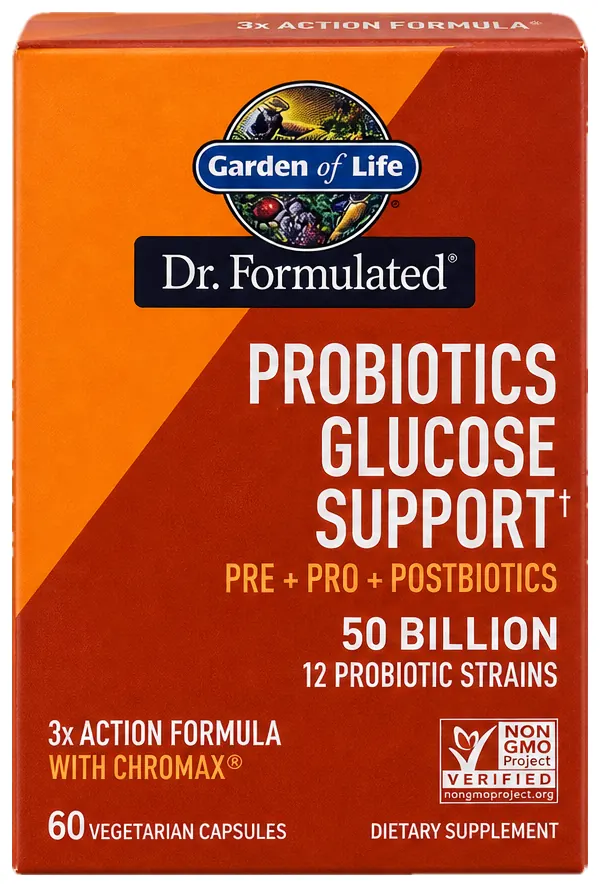 3x ACTION FORMULA®
Garden of Life
®
Dr. Formulated®
PROBIOTICS
GLUCOSE
SUPPORT†
PRE + PRO + POSTBIOTICS
50 BILLION
12 PROBIOTIC STRAINS
3x ACTION FORMULA
WITH CHROMAX®
60 VEGETARIAN CAPSULES
NON
GMO
Project
VERIFIED
nongmoproject.org
DIETARY SUPPLEMENT